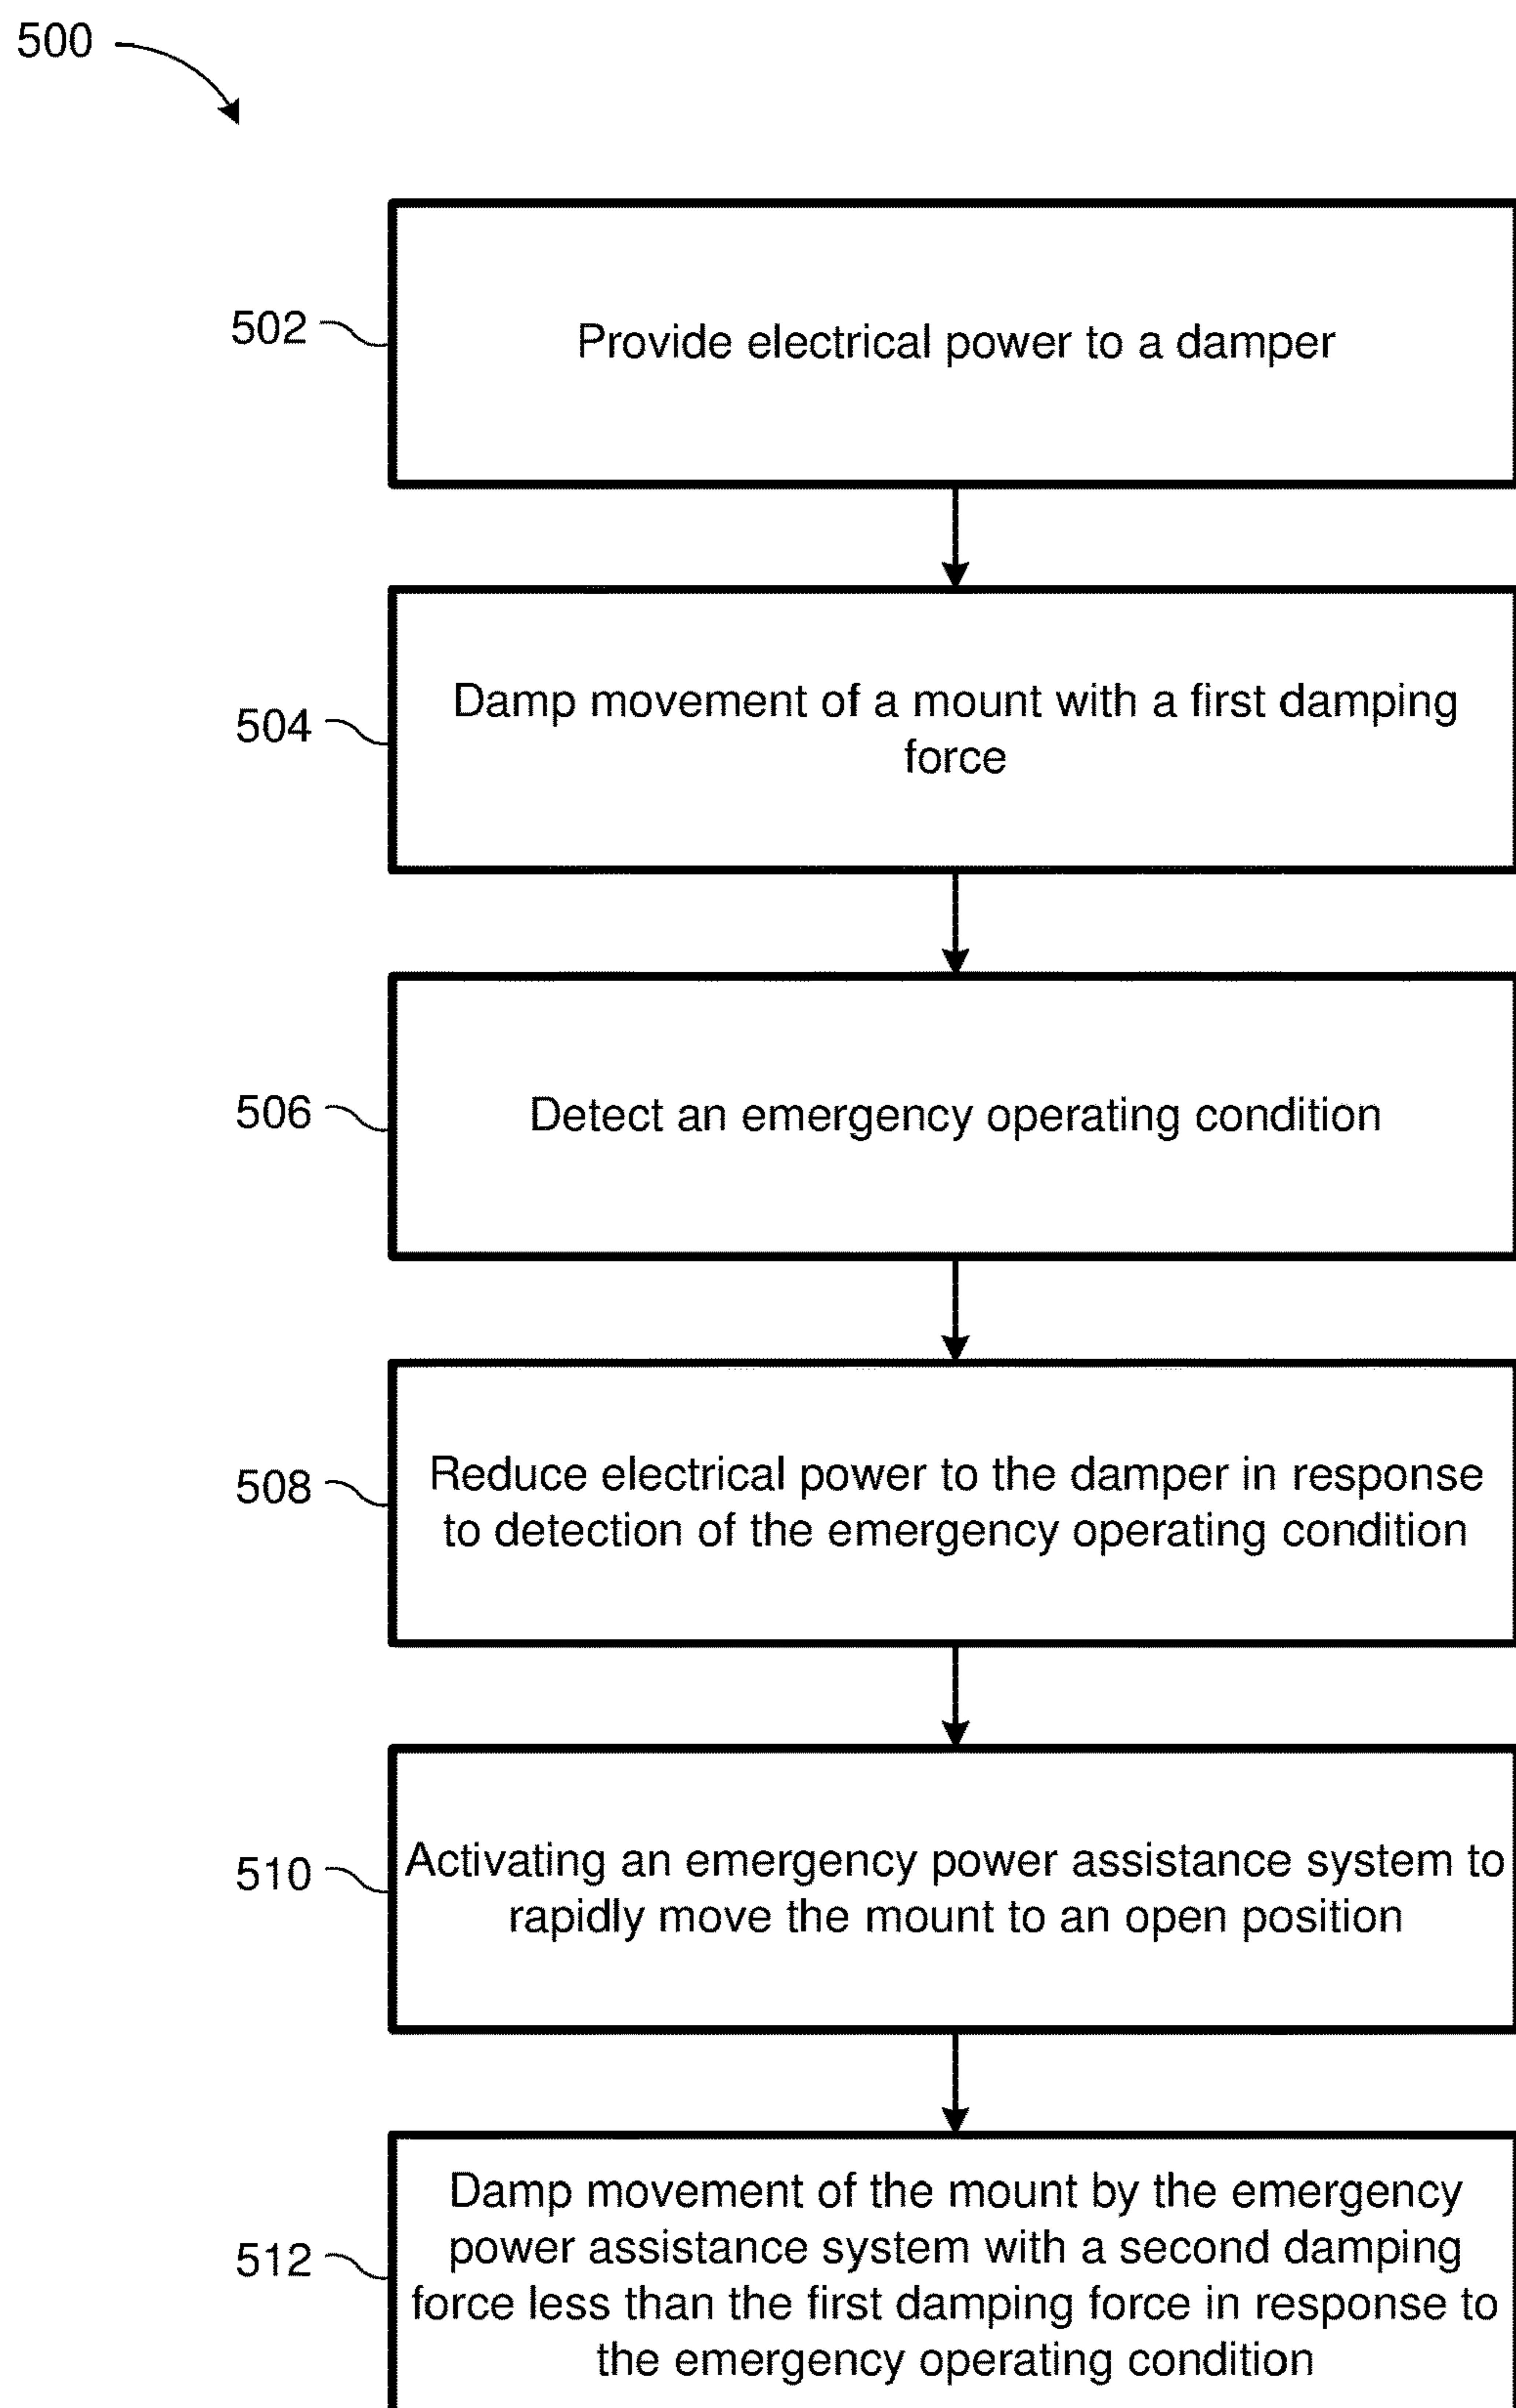 500
502
Provide electrical power to a damper
504
Damp movement of a mount with a first damping
force
506
Detect an emergency operating condition
508
Reduce electrical power to the damper in response
to detection of the emergency operating condition
510
Activating an emergency power assistance system to
rapidly move the mount to an open position
512
Damp movement of the mount by the emergency
power assistance system with a second damping
force less than the first damping force in response to
the emergency operating condition